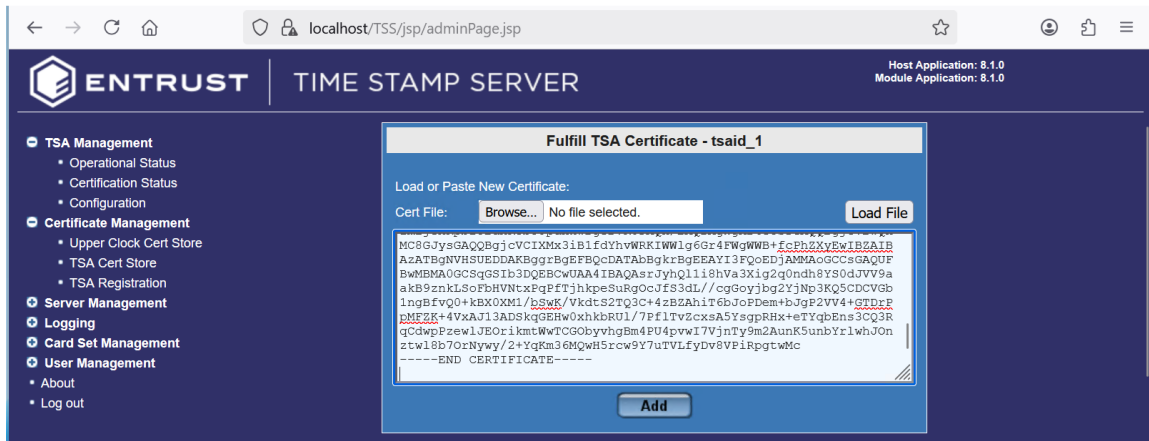 localhost/TSS/jsp/adminPage.jsp
ENTRUST
TIME STAMP SERVER
Host Application: 8.1.0
Module Application: 8.1.0
TSA Management
Operational Status
Certification Status
Configuration
Certificate Management
Upper Clock Cert Store
TSA Cert Store
TSA Registration
Server Management
Logging
Card Set Management
User Management
About
Log out
Fulfill TSA Certificate - tsaid_1
Load or Paste New Certificate:
Cert File:
Browse...
No file selected.
Load File
MC8GJysGAQQBgjcVCIXMx3iBlfdYhvWRKIWWlg6Gr4FWgWWB+fcPhZXyEwIBZAIB
AzATBgNVHSUEDDAKBggrBgEFBQcDATAbBgkrBgEEAYI3FQoEDjAMMAoGCCsGAQUF
BwMBMA0GCSqGSIb3DQEBCwUAA4IBAQAsrJyhQl1i8hVa3Xig2q0ndh8YS0dJVV9a
akB9znkLSoFbHVNtxPqPfTjhkpeSuRgOcJfS3dL//cgGoyjbg2YjNp3KQ5CDCVGb
1ngBfvQ0+kBX0XM1/bSwK/VkdtS2TQ3C+4zBZAhiT6bJoPDem+bJgP2VV4+GTDrP
pMFZK+4VxAJ13ADSkqGEHw0xhkbRUl/7PflTvZcxsA5YsgpRHx+eTYqbEns3CQ3R
qCdwpPzewlJEOrikmtWwTCGObyvhgBm4PU4pvwI7VjnTy9m2AunK5unbYrlwhJOn
ztwl8b7OrNywy/2+YqKm36MQwH5rcw9Y7uTVLfyDv8VPiRpgtwMc
-----END CERTIFICATE-----
Add